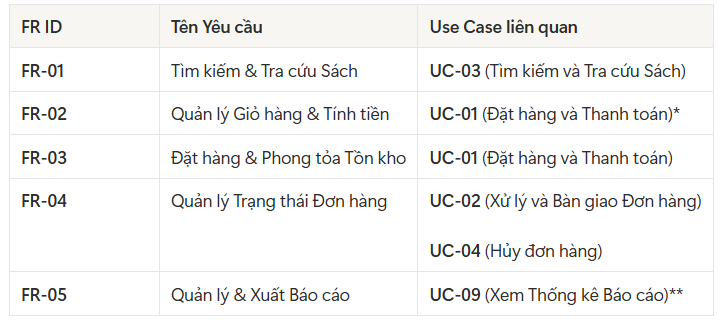 FR ID Tên Yêu cầu Use Case liên quan
FR-01 Tìm kiếm & Tra cứu Sách UC-03 (Tìm kiếm và Tra cứu Sách)
FR-02 Quản lý Giỏ hàng & Tính tiền UC-01 (Đặt hàng và Thanh toán)*
FR-03 Đặt hàng & Phong tỏa Tồn kho UC-01 (Đặt hàng và Thanh toán)
FR-04 Quản lý Trạng thái Đơn hàng UC-02 (Xử lý và Bàn giao Đơn hàng)
UC-04 (Hủy đơn hàng)
FR-05 Quản lý & Xuất Báo cáo UC-09 (Xem Thống kê Báo cáo)**